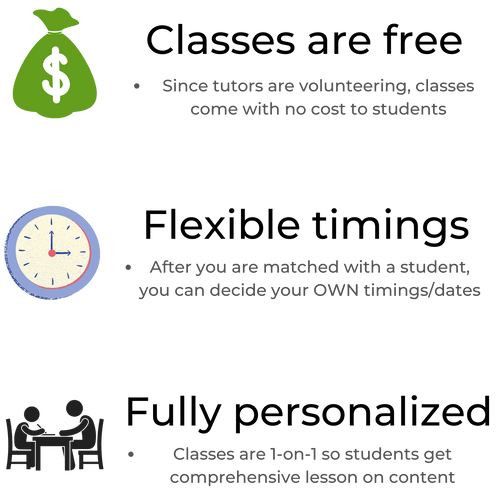 $
Classes are free
• Since tutors are volunteering, classes
come with no cost to students
Flexible timings
• After you are matched with a student,
you can decide your OWN timings/dates
Fully personalized
• Classes are 1-on-1 so students get
comprehensive lesson on content